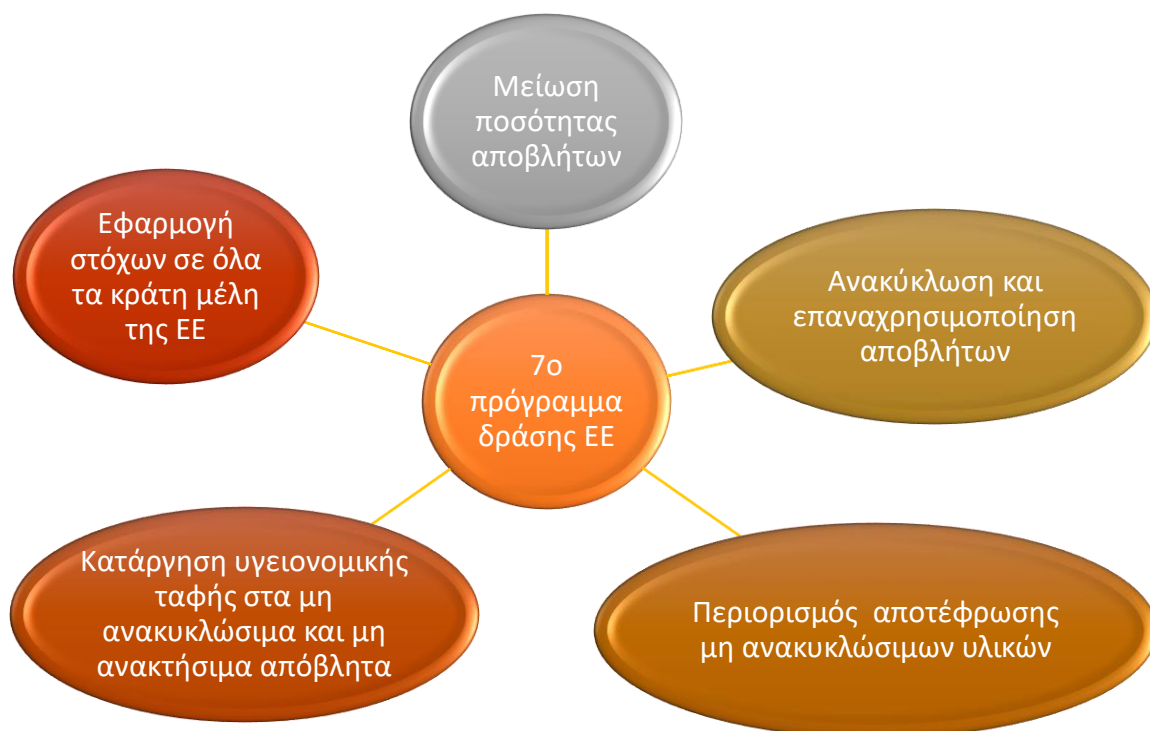 Μείωση
ποσότητας
αποβλήτων
Εφαρμογή
στόχων σε όλα
τα κράτη μέλη
της ΕΕ
Ανακύκλωση και
επαναχρησιμοποίηση
αποβλήτων
7ο
πρόγραμμα
δράσης ΕΕ
Κατάργηση υγειονομικής
ταφής στα μη
ανακυκλώσιμα και μη
ανακτήσιμα απόβλητα
Περιορισμός αποτέφρωσης
μη ανακυκλώσιμων υλικών